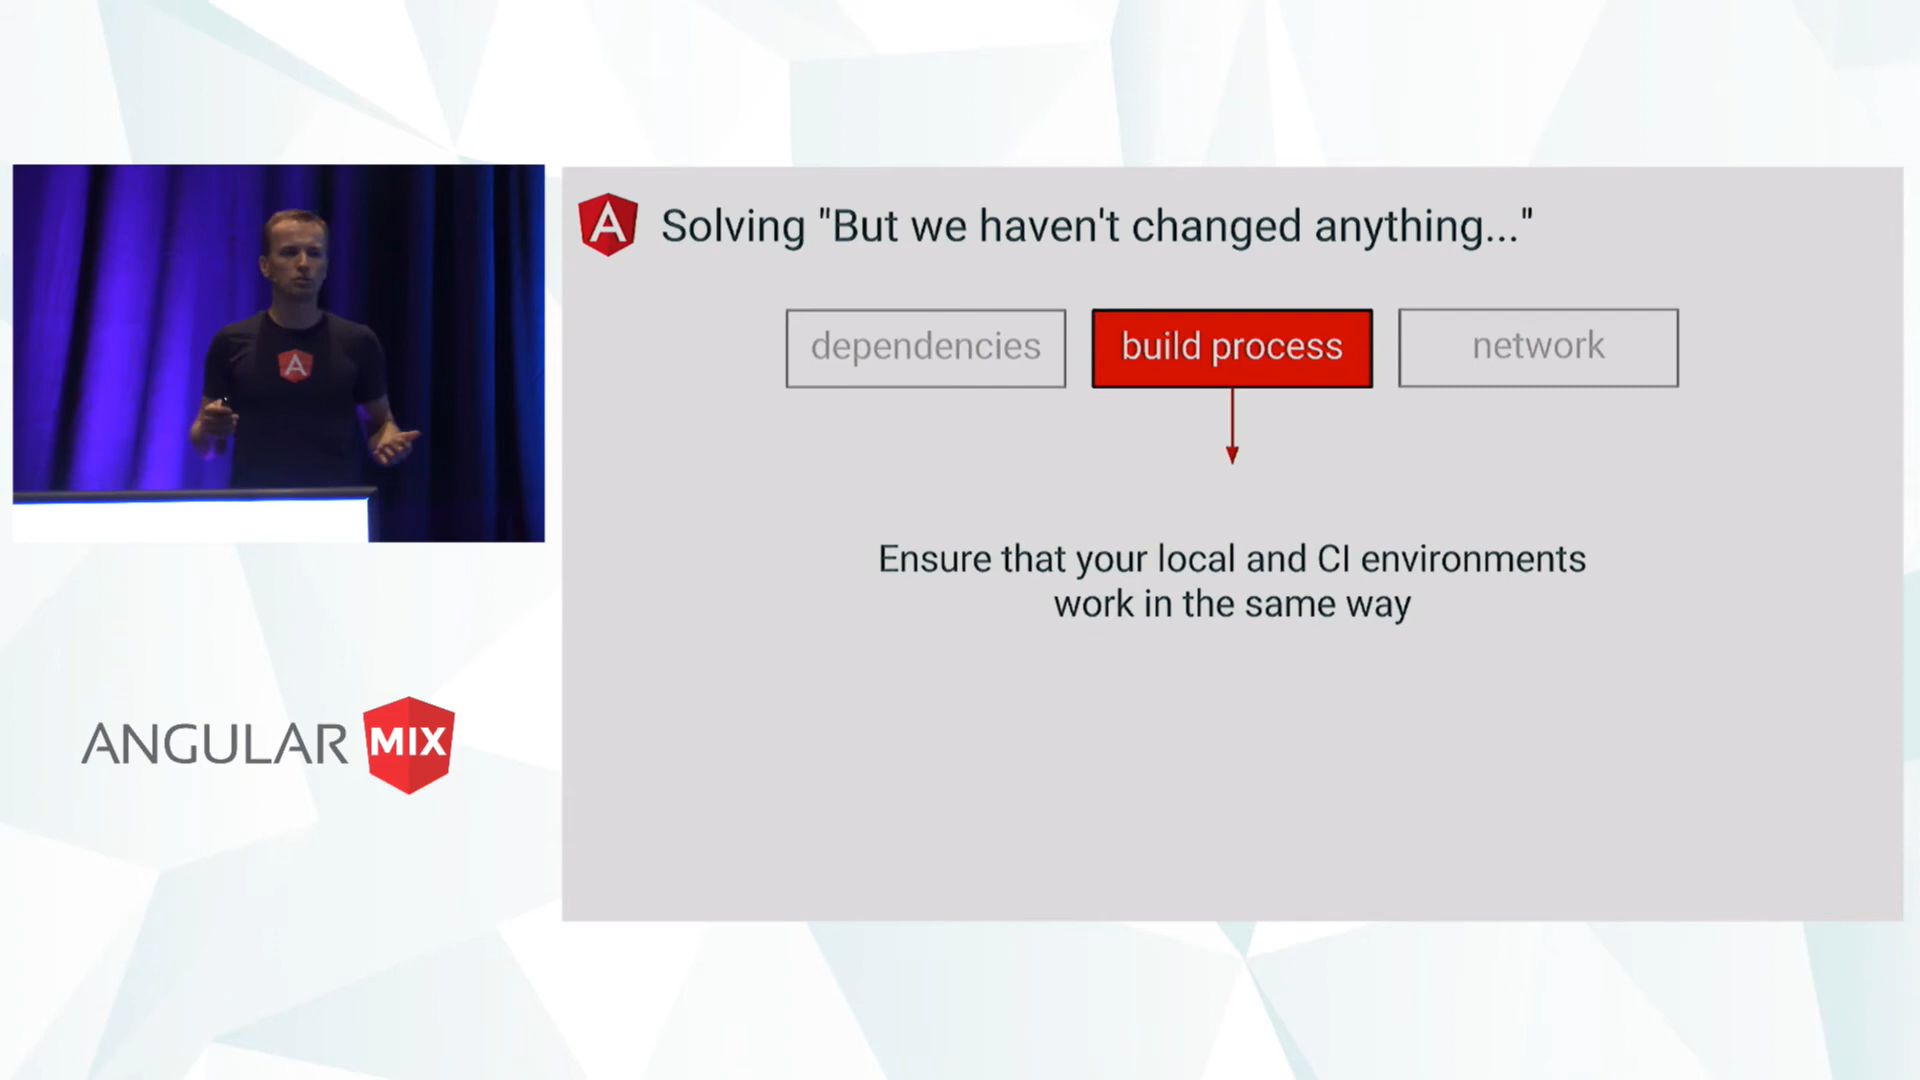 A Solving "But we haven't changed anything..."
dependencies
build process
network
Ensure that your local and CI environments
work in the same way
A
ANGULAR MIX